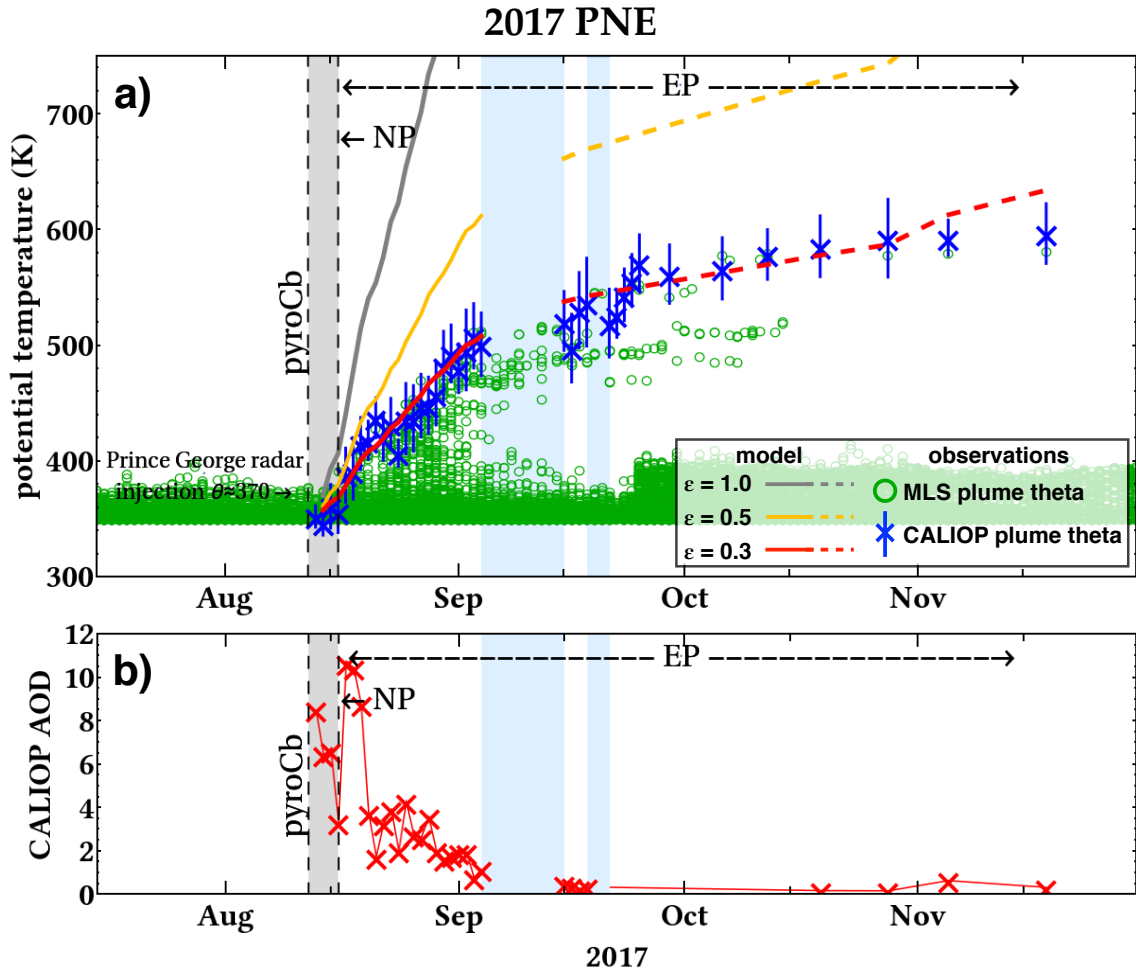 2017 PNE
a)
EP
NP
pyroCb
potential temperature (K)
700
600
500
400
300
Prince George radar
injection θ≈370
model
observations
ε = 1.0
MLS plume theta
ε = 0.5
CALIOP plume theta
ε = 0.3
Aug
Sep
Oct
Nov
b)
EP
NP
pyroCb
CALIOP AOD
12
10
8
6
4
2
0
Aug
Sep
Oct
Nov
2017